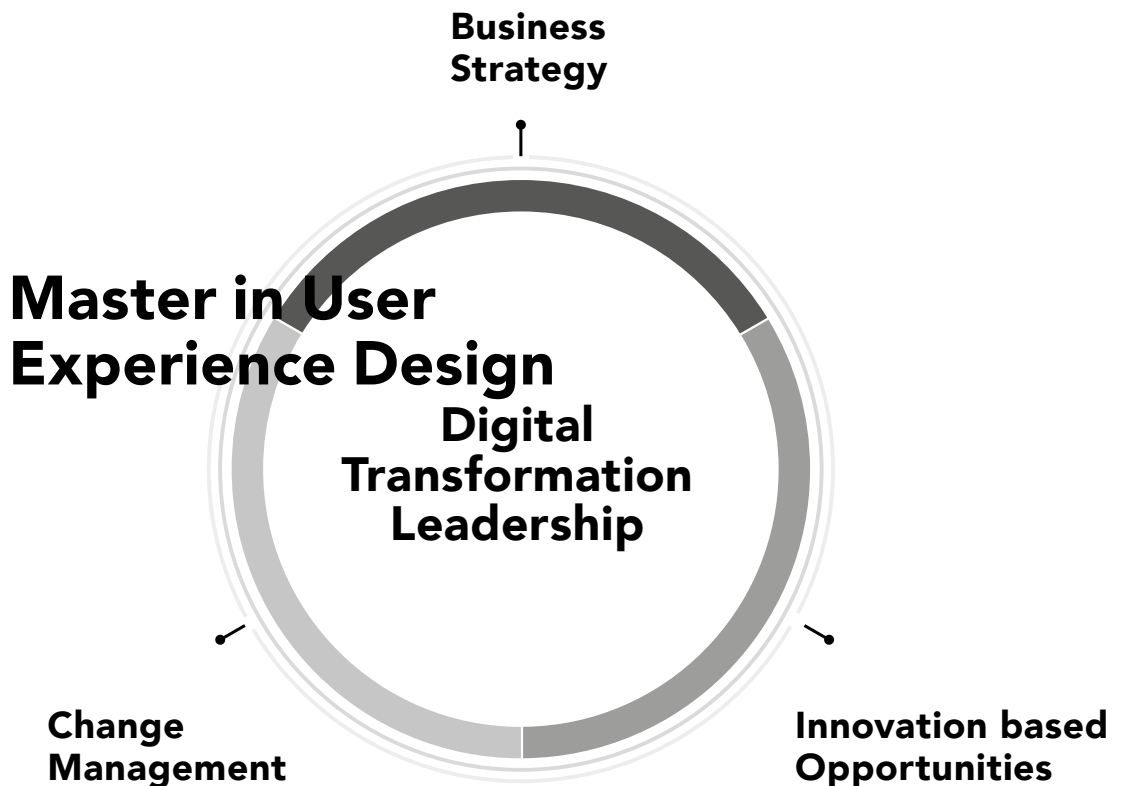 Business
Strategy
Master in User
Experience Design
Digital
Transformation
Leadership
Change
Management
Innovation based
Opportunities